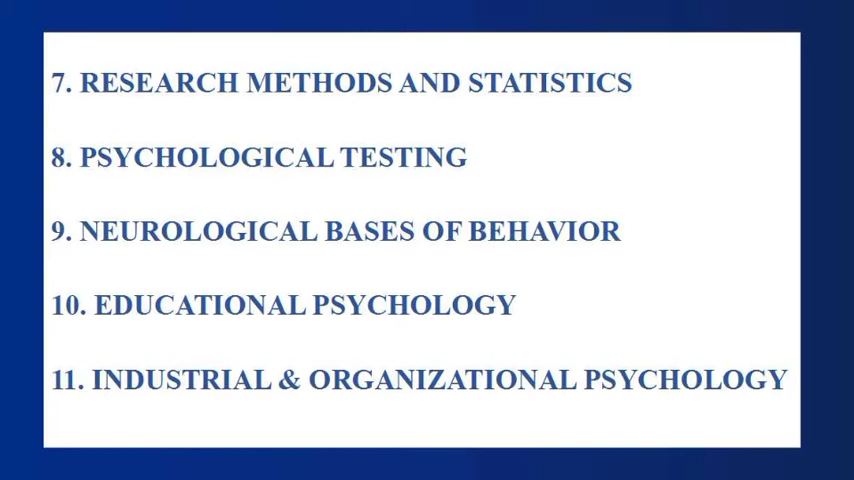 7. RESEARCH METHODS AND STATISTICS
8. PSYCHOLOGICAL TESTING
9. NEUROLOGICAL BASES OF BEHAVIOR
10. EDUCATIONAL PSYCHOLOGY
11. INDUSTRIAL & ORGANIZATIONAL PSYCHOLOGY